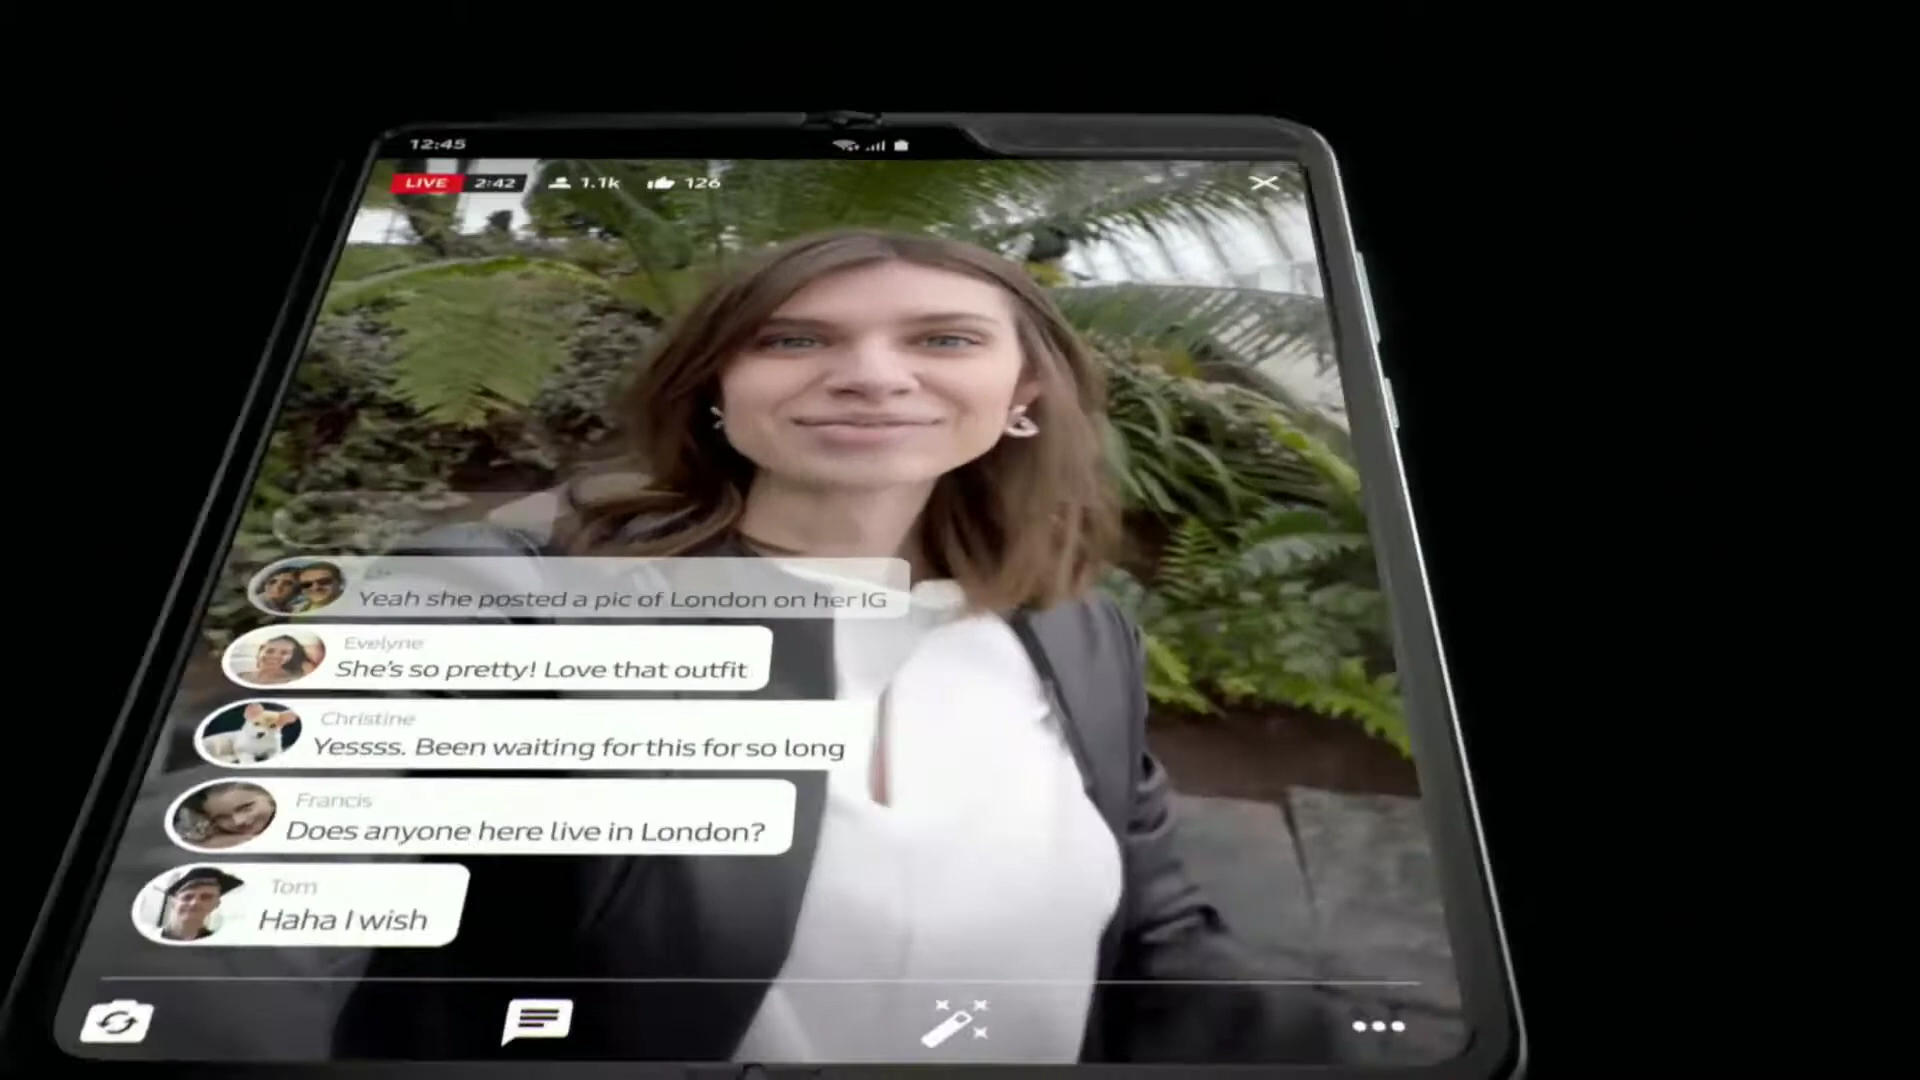 12:45
LIVE 2:42 1.1k 126
Yeah she posted a pic of London on her IG
Evelyne
She's so pretty! Love that outfit
Christine
Yessss. Been waiting for this for so long
Francis
Does anyone here live in London?
Tom
Haha I wish